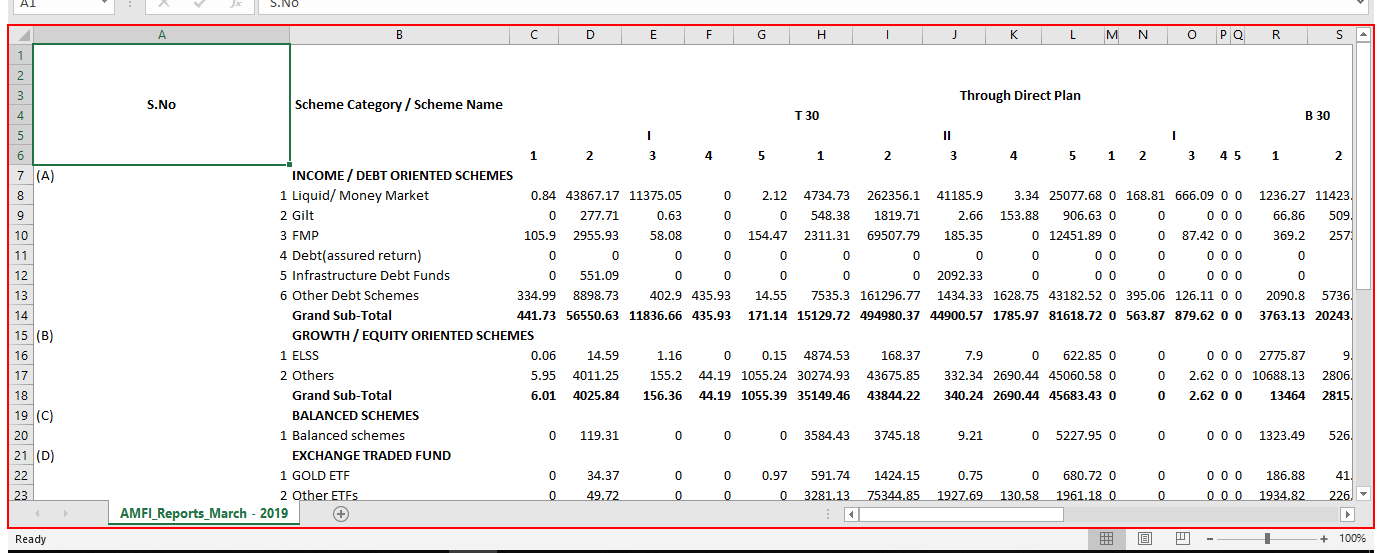 A1 S.No
A B C D E F G H I J K L M N O P Q R S
1
2
3 Through Direct Plan
S.No Scheme Category / Scheme Name
4 T 30 B 30
5 I II I
6 1 2 3 4 5 1 2 3 4 5 1 2 3 4 5 1 2
7 (A) INCOME / DEBT ORIENTED SCHEMES
8 1 Liquid/ Money Market 0.84 43867.17 11375.05 0 2.12 4734.73 262356.1 41185.9 3.34 25077.68 0 168.81 666.09 0 0 1236.27 11423.
9 2 Gilt 0 277.71 0.63 0 0 548.38 1819.71 2.66 153.88 906.63 0 0 0 0 0 66.86 509.
10 3 FMP 105.9 2955.93 58.08 0 154.47 2311.31 69507.79 185.35 0 12451.89 0 0 87.42 0 0 369.2 257
11 4 Debt(assured return) 0 0 0 0 0 0 0 0 0 0 0 0 0 0 0 0
12 5 Infrastructure Debt Funds 0 551.09 0 0 0 0 0 2092.33 0 0 0 0 0 0 0 0
13 6 Other Debt Schemes 334.99 8898.73 402.9 435.93 14.55 7535.3 161296.77 1434.33 1628.75 43182.52 0 395.06 126.11 0 0 2090.8 5736.
14 Grand Sub-Total 441.73 56550.63 11836.66 435.93 171.14 15129.72 494980.37 44900.57 1785.97 81618.72 0 563.87 879.62 0 0 3763.13 20243.
15 (B) GROWTH / EQUITY ORIENTED SCHEMES
16 1 ELSS 0.06 14.59 1.16 0 0.15 4874.53 168.37 7.9 0 622.85 0 0 0 0 0 2775.87 9.
17 2 Others 5.95 4011.25 155.2 44.19 1055.24 30274.93 43675.85 332.34 2690.44 45060.58 0 0 2.62 0 0 10688.13 2806.
18 Grand Sub-Total 6.01 4025.84 156.36 44.19 1055.39 35149.46 43844.22 340.24 2690.44 45683.43 0 0 2.62 0 0 13464 2815.
19 (C) BALANCED SCHEMES
20 1 Balanced schemes 0 119.31 0 0 0 3584.43 3745.18 9.21 0 5227.95 0 0 0 0 0 1323.49 526.
21 (D) EXCHANGE TRADED FUND
22 1 GOLD ETF 0 34.37 0 0 0.97 591.74 1424.15 0.75 0 680.72 0 0 0 0 0 186.88 41.
23 2 Other ETFs 0 49.72 0 0 0 3281.13 75344.85 1927.69 130.58 1961.18 0 0 0 0 0 1934.82 226.
AMFI_Reports_March - 2019
Ready 100%